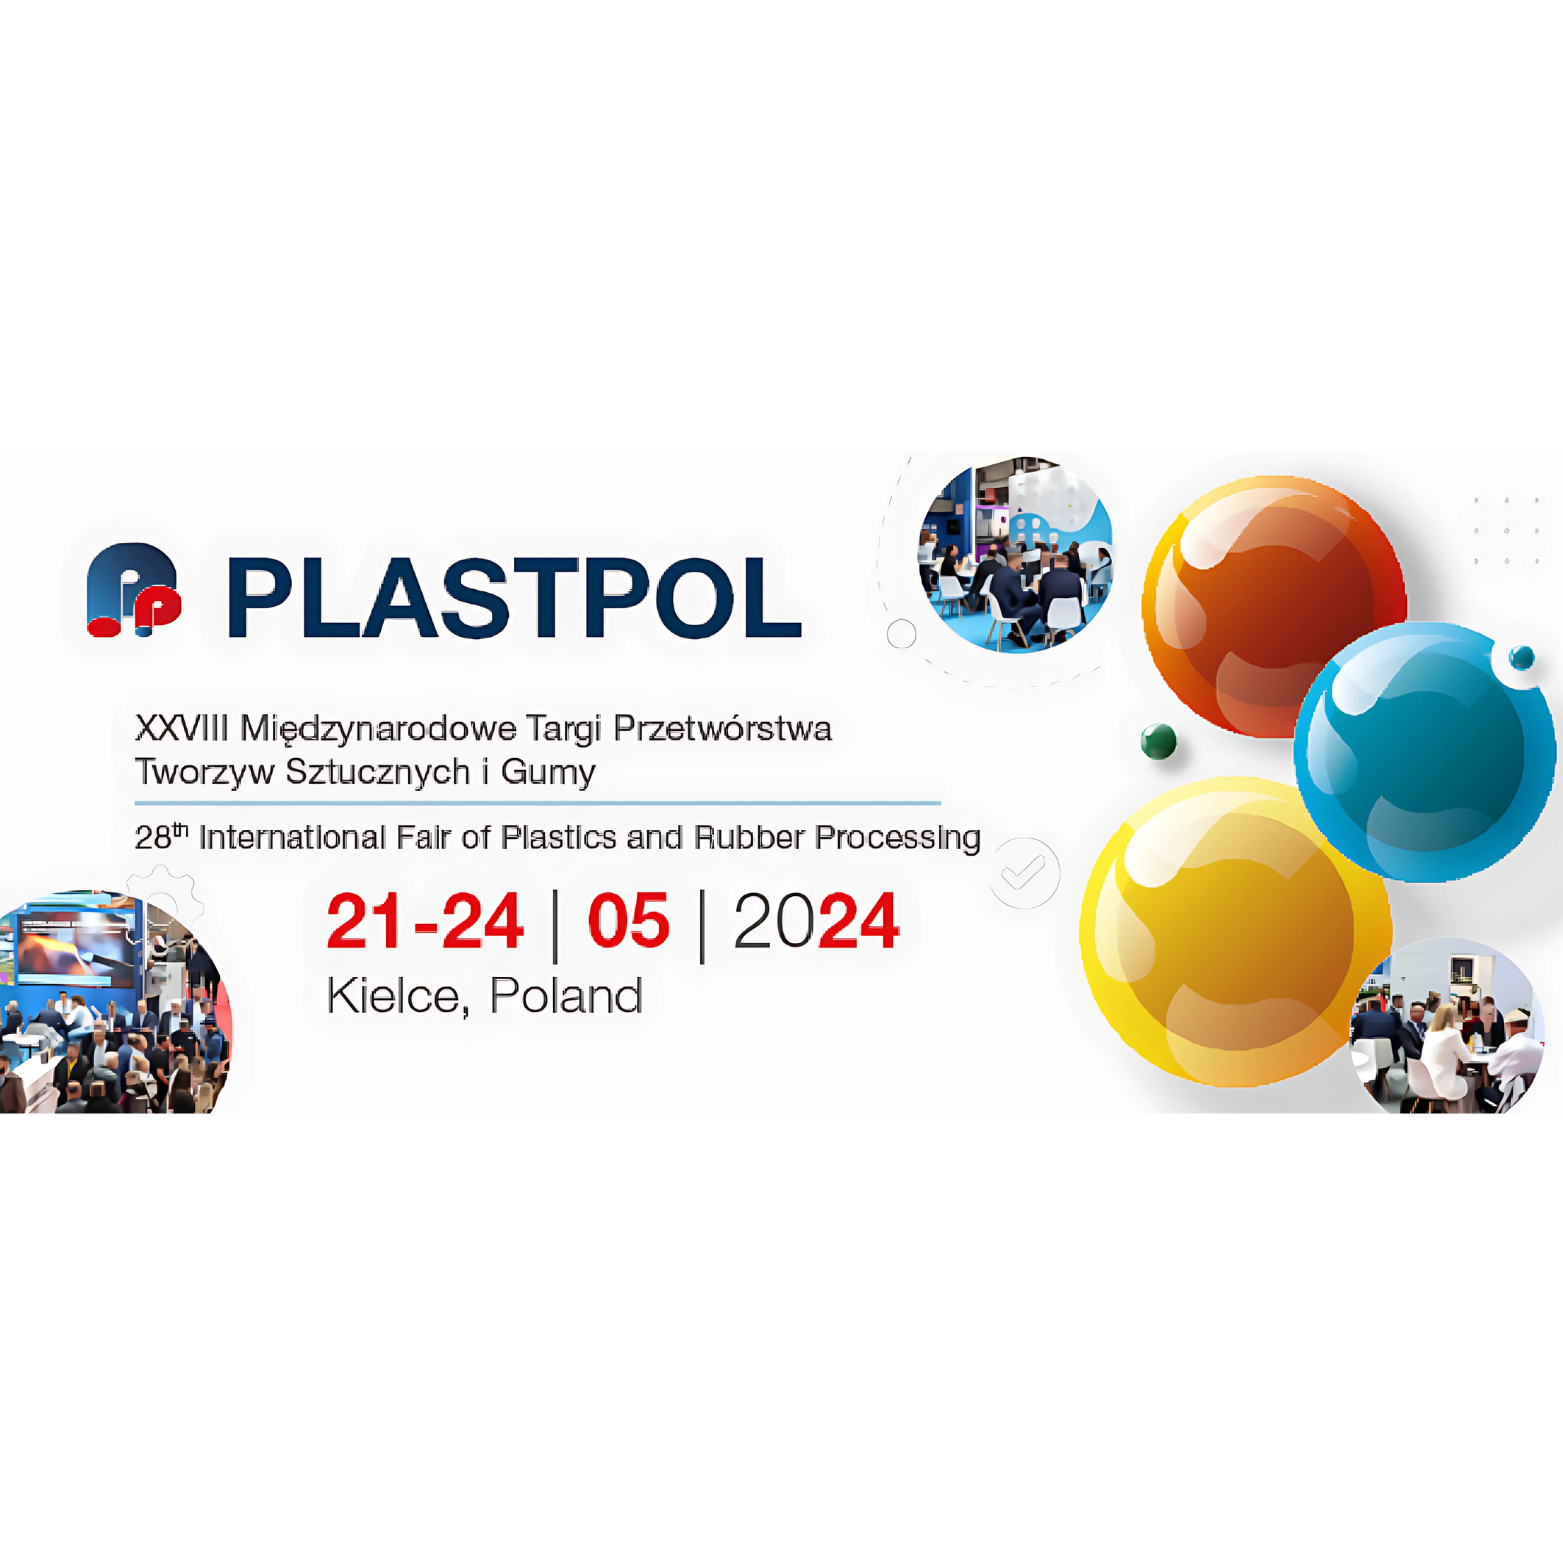 PLASTPOL
XXVIII Międzynarodowe Targi Przetwórstwa
Tworzyw Sztucznych i Gumy
28th International Fair of Plastics and Rubber Processing
21-24 | 05 | 2024
Kielce, Poland